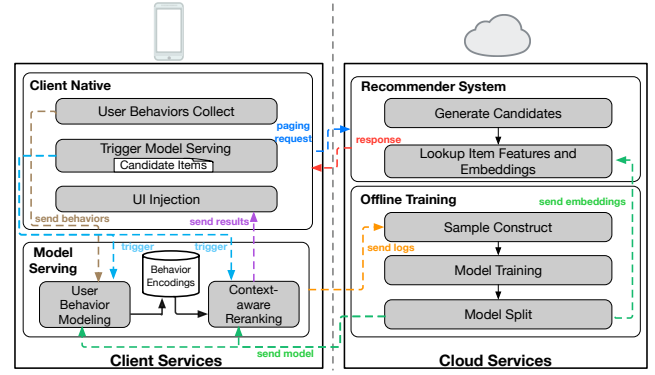 Client Native
User Behaviors Collect
Trigger Model Serving
Candidate Items
UI Injection
send behaviors
send results
trigger
trigger
Model
Serving
Behavior
Encodings
User
Behavior
Modeling
Context-
aware
Reranking
Client Services
paging
request
response
send logs
send model
Recommender System
Generate Candidates
Lookup Item Features and
Embeddings
Offline Training
send embeddings
Sample Construct
Model Training
Model Split
Cloud Services